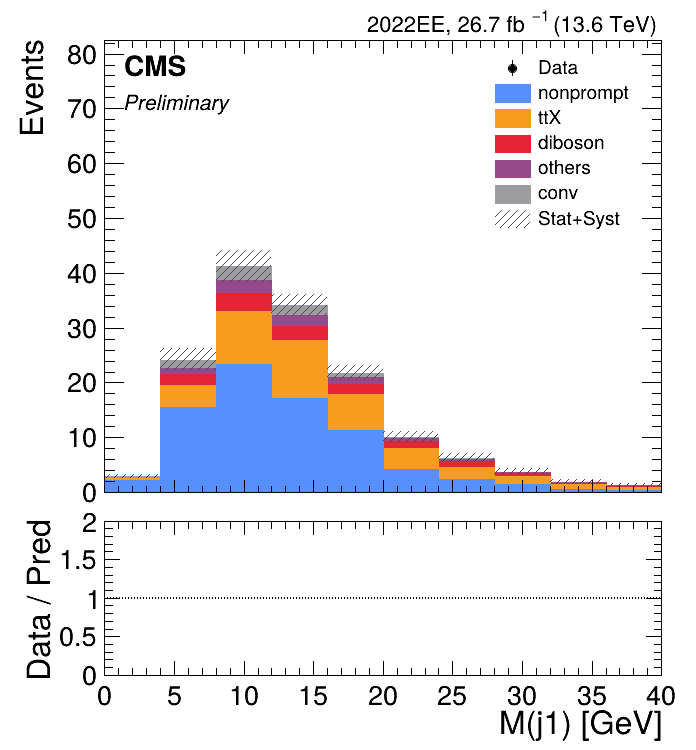 2022EE, 26.7 fb⁻¹ (13.6 TeV)
CMS
Preliminary
Events
80
70
60
50
40
30
20
10
0
Data
nonprompt
ttX
diboson
others
conv
Stat+Syst
Data / Pred
2
1.5
1
0.5
0
0 5 10 15 20 25 30 35 40
M(j1) [GeV]